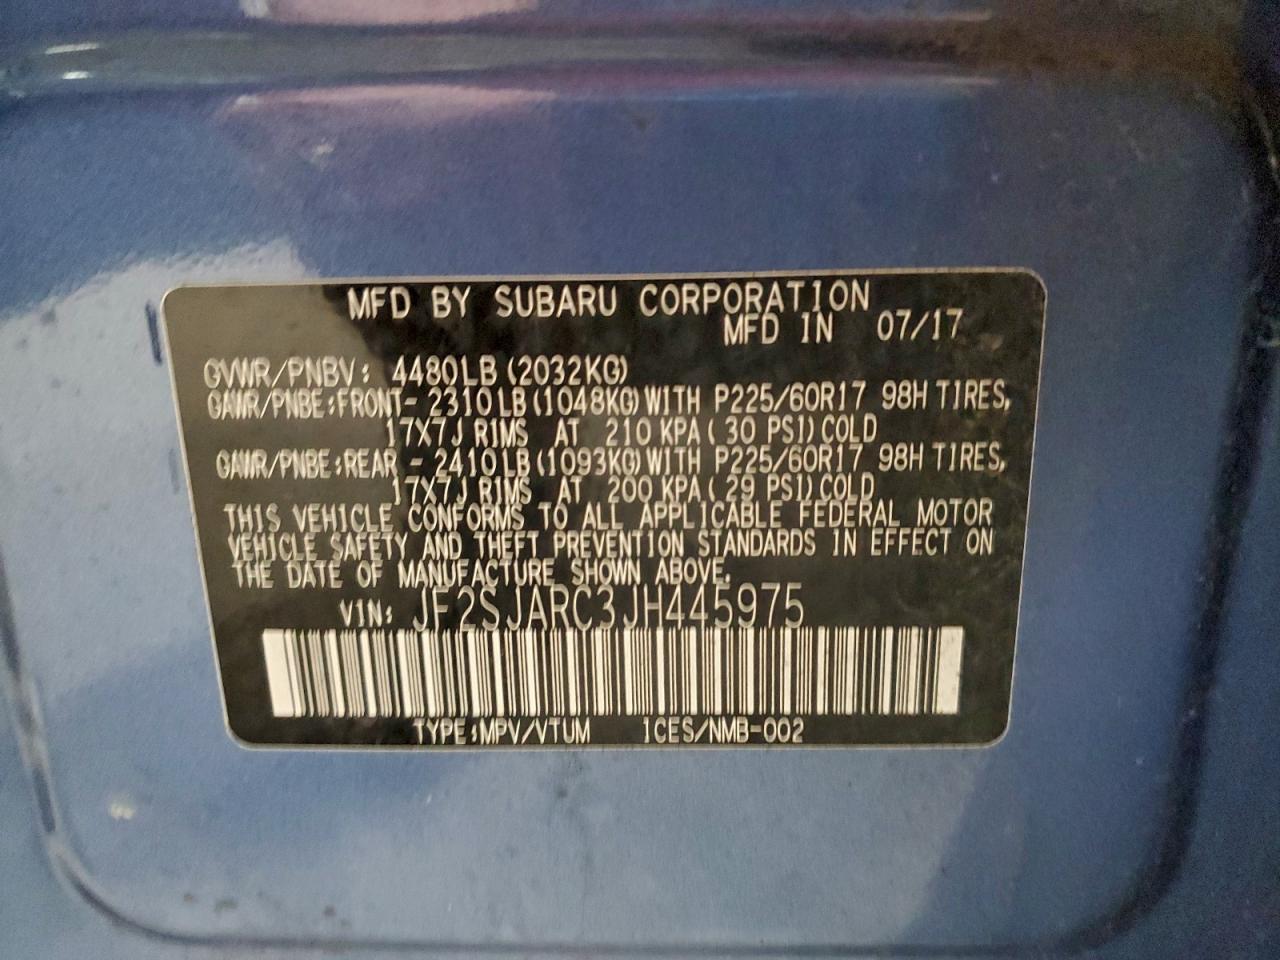 MFD BY SUBARU CORPORATION
MFD IN 07/17
GVWR/PNBV: 4480LB (2032KG)
GAWR/PNBE:FRONT- 2310LB(1048KG)WITH P225/60R17 98H TIRES,
17X7J RIMS AT 210 KPA( 30 PSI)COLD
GAWR/PNBE:REAR - 2410LB(1093KG)WITH P225/60R17 98H TIRES,
17X7J RIMS AT 200 KPA( 29 PSI)COLD
THIS VEHICLE CONFORMS TO ALL APPLICABLE FEDERAL MOTOR
VEHICLE SAFETY AND THEFT PREVENTION STANDARDS IN EFFECT ON
THE DATE OF MANUFACTURE SHOWN ABOVE.
VIN: JF2SJARC3JH445975
TYPE:MPV/VTUM ICES/NMB-002